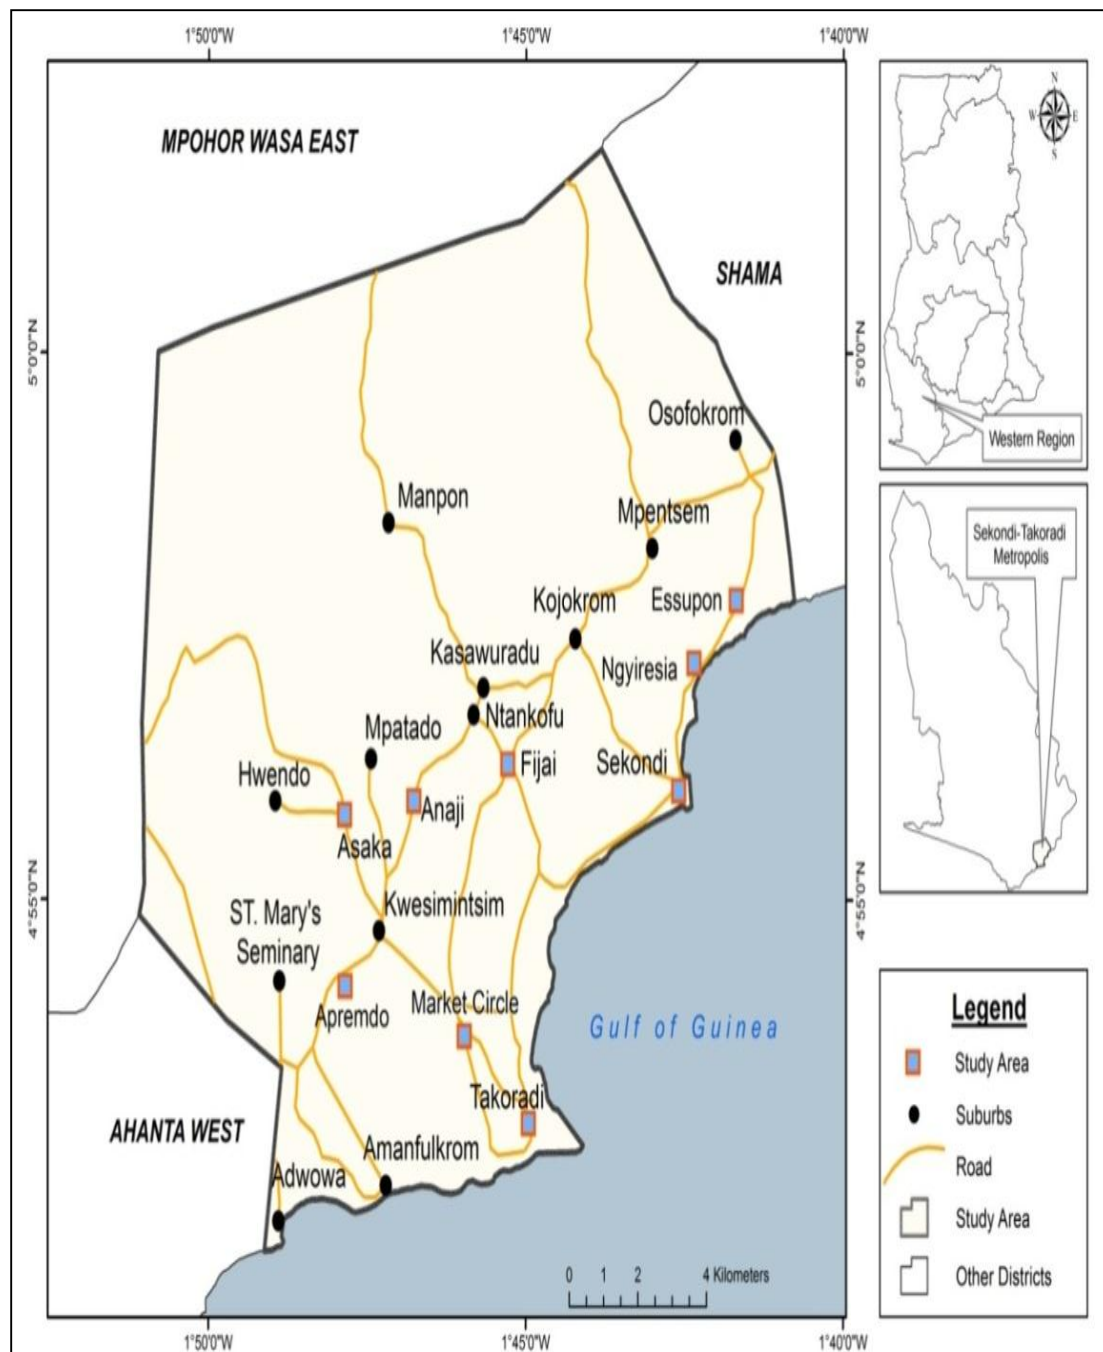 1°50'0"W
1°45'0"W
1°40'0"W
MPOHOR WASA EAST
SHAMA
5°0'0"N
5°0'0"N
Osofokrom
Manpon
Mpentsem
Kojokrom
Essupon
Kasawuradu
Ngyiresia
Ntankofu
Mpatado
Fijai
Sekondi
Hwendo
Anaji
Asaka
4°55'0"N
4°55'0"N
Kwesimintsim
ST. Mary's
Seminary
Apremdo
Market Circle
Gulf of Guinea
Takoradi
AHANTA WEST
Amanfulkrom
Adwowa
0 1 2 4 Kilometers
1°50'0"W
1°45'0"W
1°40'0"W
N
W
E
S
Western Region
Sekondi-Takoradi
Metropolis
Legend
Study Area
Suburbs
Road
Study Area
Other Districts